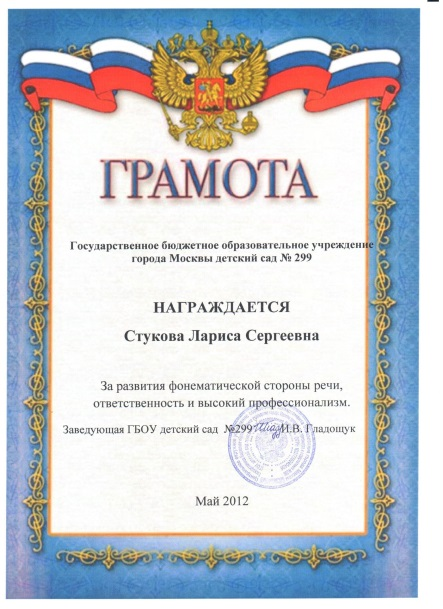 ГРАМОТА
Государственное бюджетное образовательное учреждение
города Москвы детский сад № 299
НАГРАЖДАЕТСЯ
Стукова Лариса Сергеевна
За развития фонематической стороны речи,
ответственность и высокий профессионализм.
Заведующая ГБОУ детский сад №299 И.В. Гладощук
Май 2012